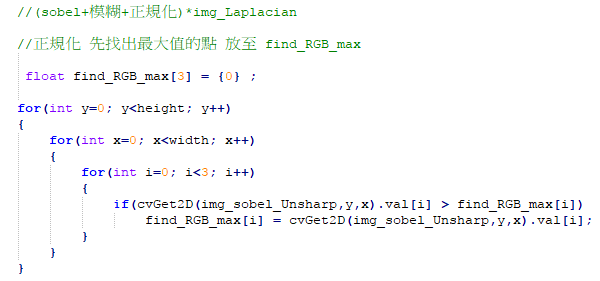 //(sobel+模糊+正規化)*img_Laplacian
//正規化 先找出最大值的點 放至 find_RGB_max
float find_RGB_max[3] = {0} ;
for(int y=0; y<height; y++)
{
for(int x=0; x<width; x++)
{
for(int i=0; i<3; i++)
{
if(cvGet2D(img_sobel_Unsharp,y,x).val[i] > find_RGB_max[i])
find_RGB_max[i] = cvGet2D(img_sobel_Unsharp,y,x).val[i];
}
}
}